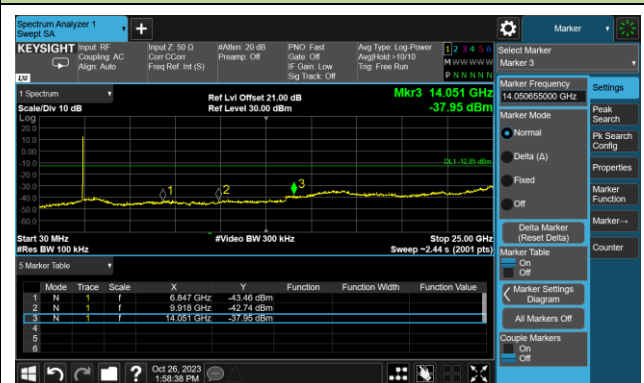 Spectrum Analyzer 1
Swept SA
Marker
KEYSIGHT
Input: RF
Coupling: AC
Align: Auto
Input Z: 50 Ω
Corr CCorr
Freq Ref: Int (S)
#Atten: 20 dB
Preamp: Off
PNO: Fast
Gate: Off
IF Gain: Low
Sig Track: Off
Avg Type: Log-Power
Avg|Hold:>10/10
Trig: Free Run
1 2 3 4 5 6
M W W W W W
P N N N N N
LXI
Select Marker
Marker 3
1 Spectrum
Scale/Div 10 dB
Ref Lvl Offset 21.00 dB
Ref Level 30.00 dBm
Mkr3 14.051 GHz
-37.95 dBm
Log
20.0
10.0
0.00
-10.0
-20.0
-30.0
-40.0
-50.0
-60.0
DL1 -12.85 dBm
1
2
3
Start 30 MHz
#Res BW 100 kHz
#Video BW 300 kHz
Stop 25.00 GHz
Sweep ~2.44 s (2001 pts)
5 Marker Table
Mode Trace Scale X Y Function Function Width Function Value
1 N 1 f 6.847 GHz -43.46 dBm
2 N 1 f 9.918 GHz -42.74 dBm
3 N 1 f 14.051 GHz -37.95 dBm
4
5
6
Marker Frequency
14.050655000 GHz
Marker Mode
Normal
Delta (Δ)
Fixed
Off
Delta Marker
(Reset Delta)
Marker Table
On
Off
Marker Settings
Diagram
All Markers Off
Couple Markers
On
Off
Settings
Peak
Search
Pk Search
Config
Properties
Marker
Function
Marker→
Counter
?
Oct 26, 2023
1:58:38 PM